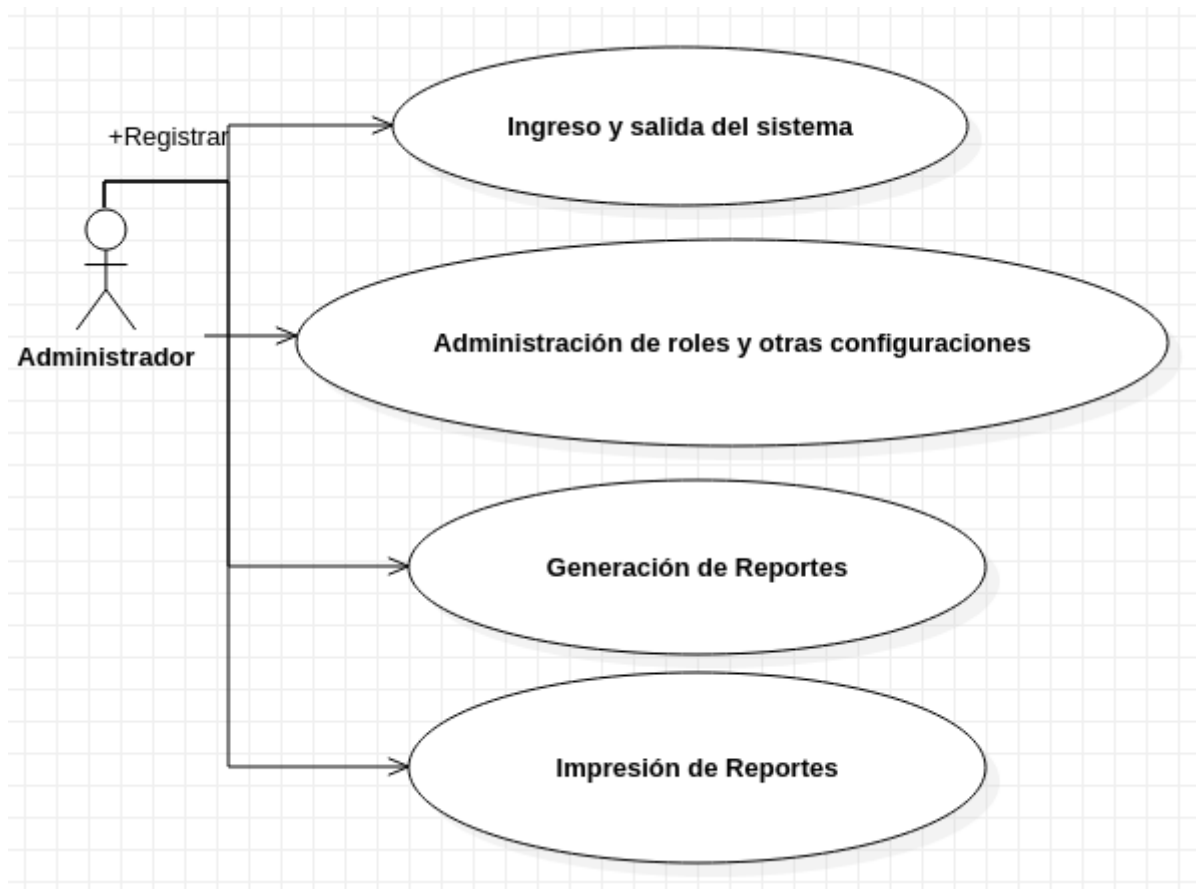 Ingreso y salida del sistema
+Registrar
Administración de roles y otras configuraciones
Administrador
Generación de Reportes
Impresión de Reportes